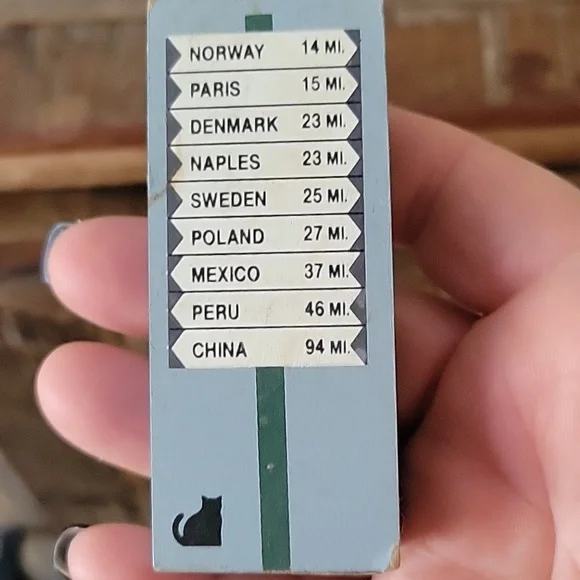 NORWAY 14 MI.
PARIS 15 MI.
DENMARK 23 MI.
NAPLES 23 MI.
SWEDEN 25 MI.
POLAND 27 MI.
MEXICO 37 MI.
PERU 46 MI.
CHINA 94 MI.